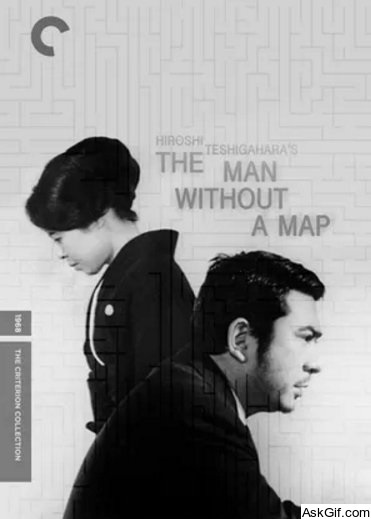 HIROSHI
TESHIGAHARA'S
THE MAN
WITHOUT
A MAP
1968
THE CRITERION COLLECTION
AskGif.com